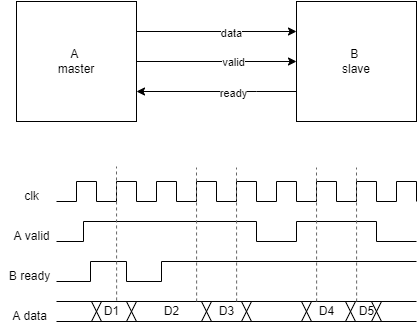 A
master
data
valid
ready
B
slave
clk
A valid
B ready
A data
D1
D2
D3
D4
D5